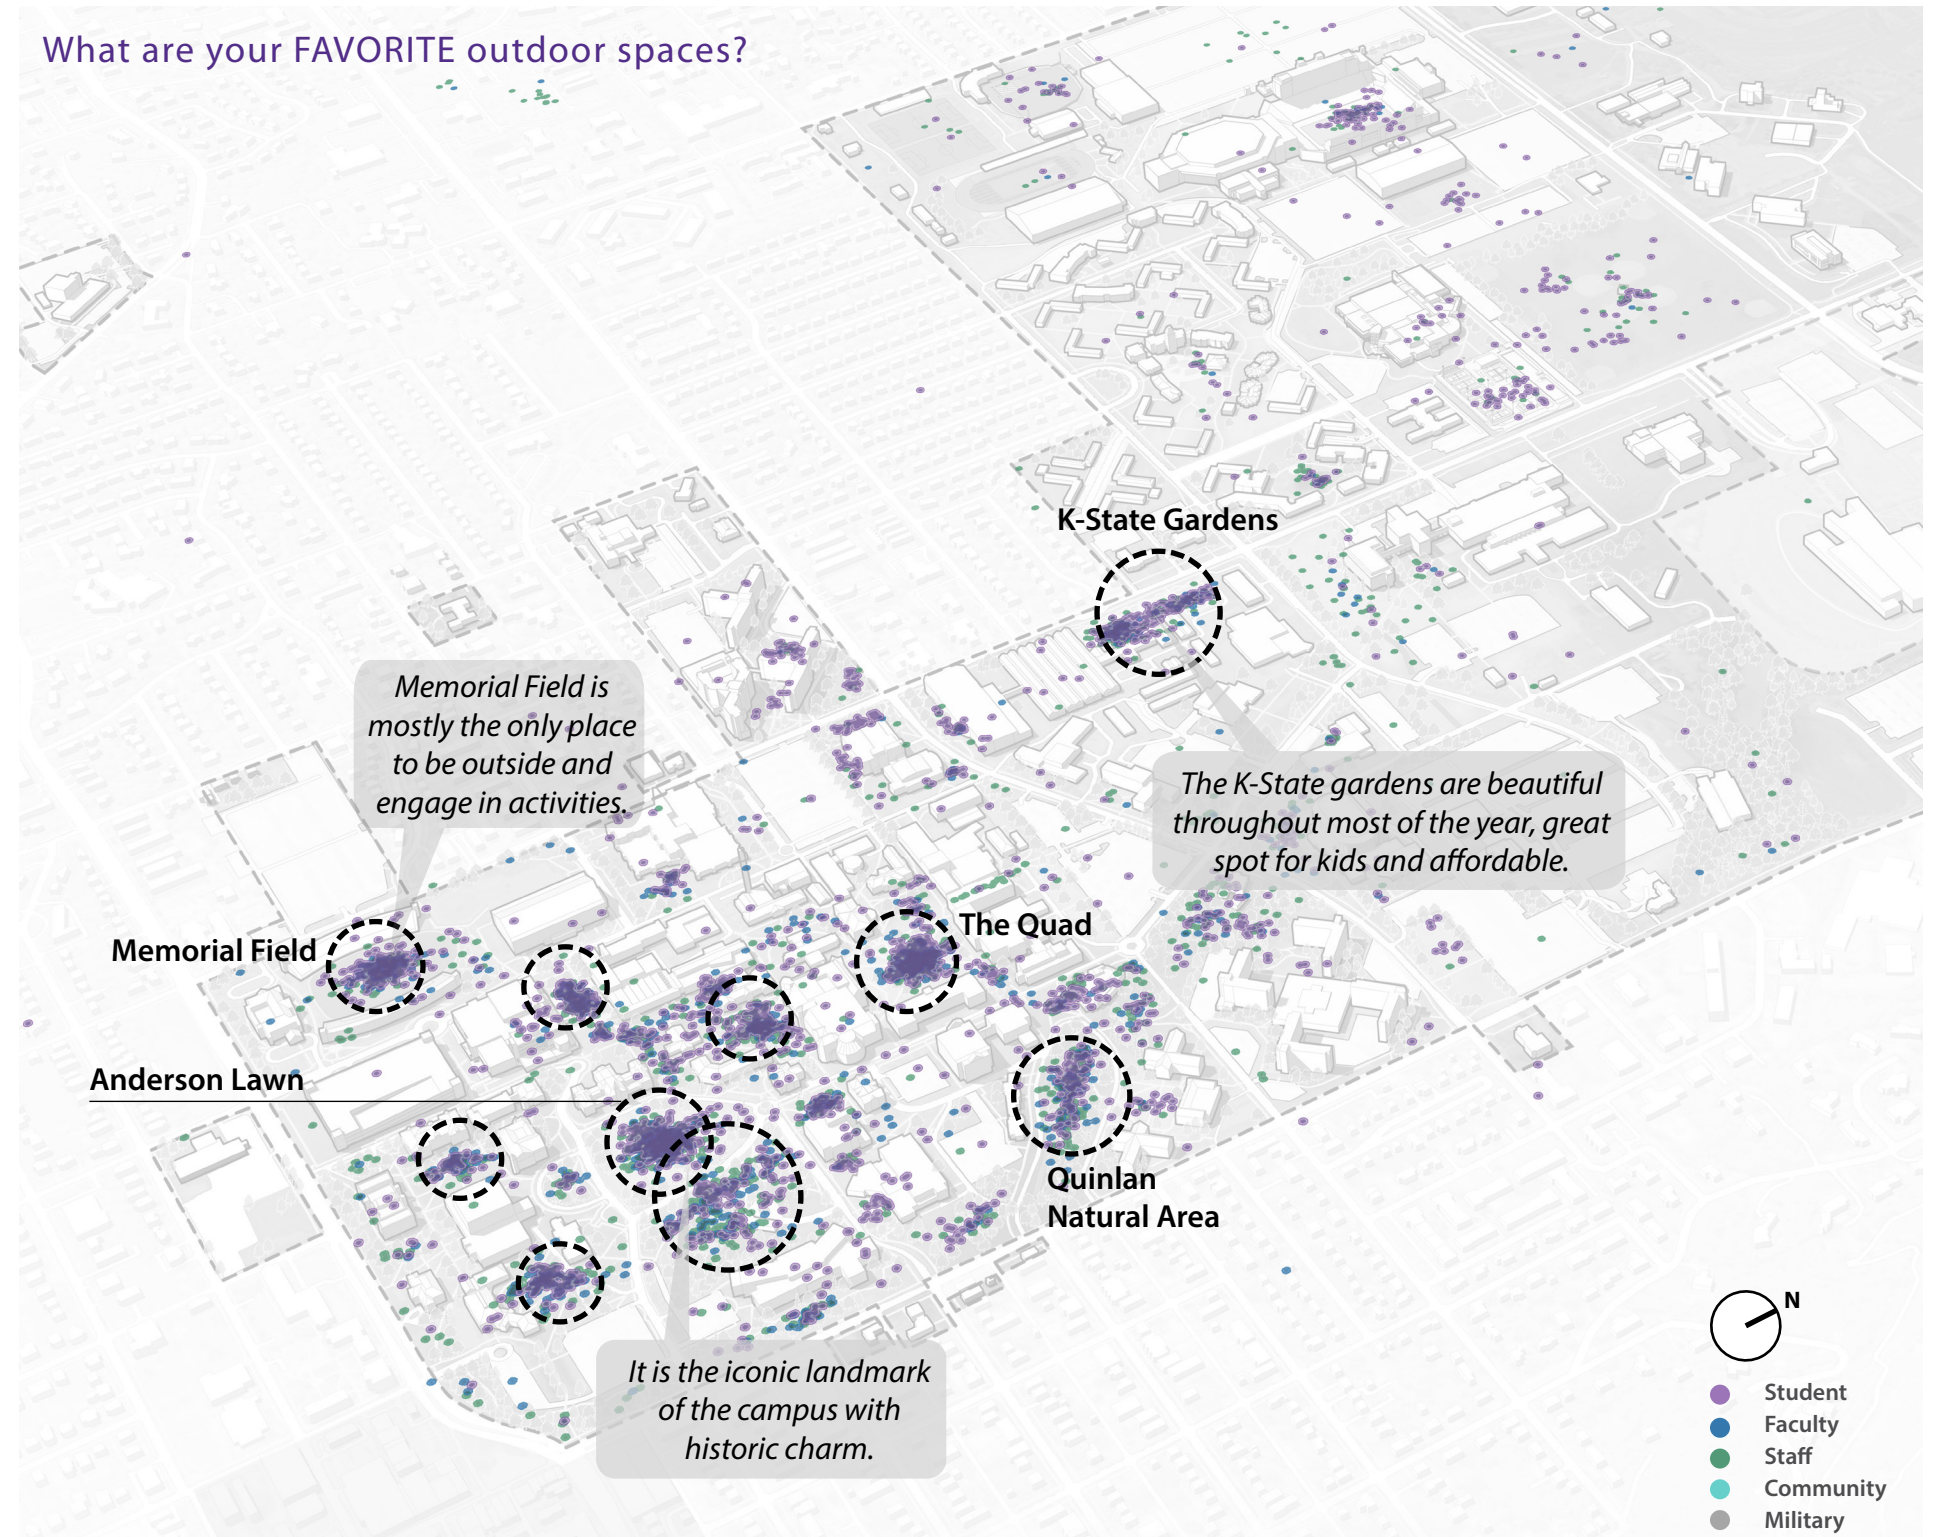 What are your FAVORITE outdoor spaces?
K-State Gardens
Memorial Field is
mostly the only place
to be outside and
engage in activities.
The K-State gardens are beautiful
throughout most of the year, great
spot for kids and affordable.
The Quad
Memorial Field
Anderson Lawn
Quinlan
Natural Area
It is the iconic landmark
of the campus with
historic charm.
N
Student
Faculty
Staff
Community
Military